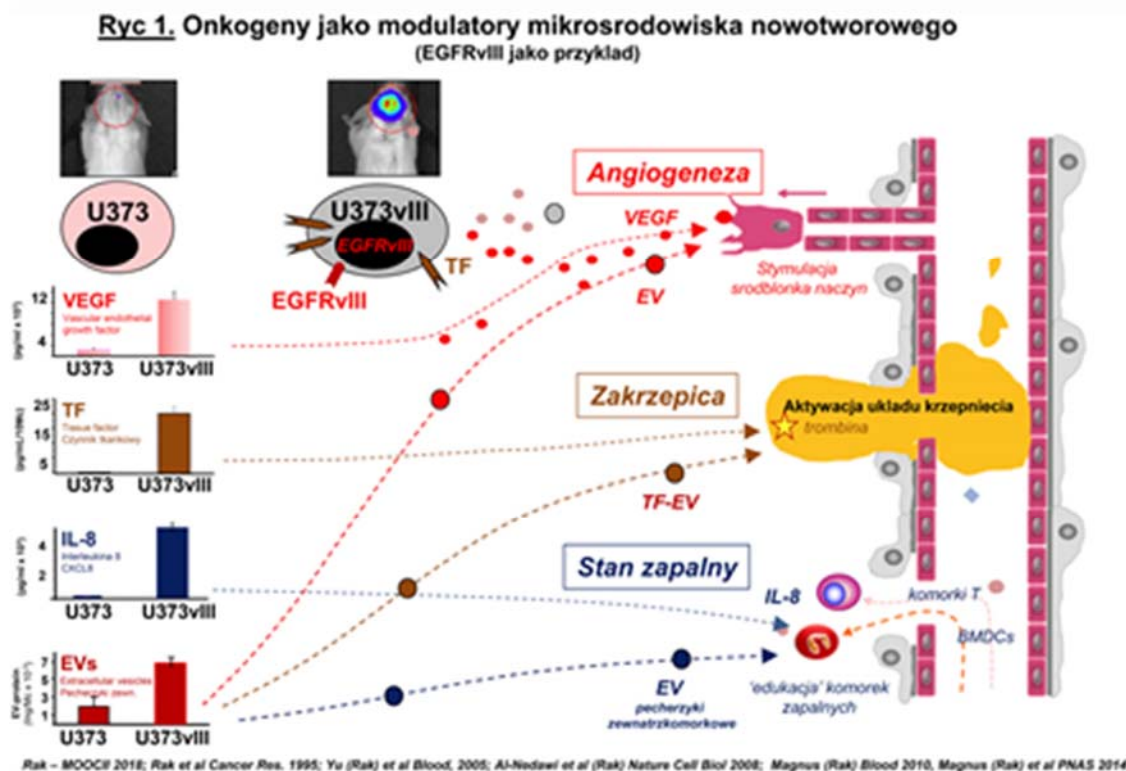 Ryc 1. Onkogeny jako modulatory mikrosrodowiska nowotworowego
(EGFRvIII jako przyklad)
U373
U373vIII
EGFRvIII
TF
EGFRvIII
Angiogeneza
VEGF
EV
Stymulacja
srodblonka naczyn
VEGF
Vascular endothelial
growth factor
12
4
U373 U373vIII
Zakrzepica
Aktywacja ukladu krzepniecia
trombina
TF-EV
TF
Tissue factor
Czynnik tkankowy
25
15
5
U373 U373vIII
Stan zapalny
IL-8
komorki T
BMDCs
'edukacja' komorek
zapalnych
EV
pecherzyki
zewnatrzkomorkowe
IL-8
Interleukina 8
CXCL8
4
2
U373 U373vIII
EVs
Extracellular vesicles
Pecherzyki zewn.
EV-protein
7
5
3
1
U373 U373vIII
Rak – MOOCII 2018; Rak et al Cancer Res. 1995; Yu (Rak) et al Blood, 2005; Al-Nedawi et al (Rak) Nature Cell Biol 2008; Magnus (Rak) Blood 2010, Magnus (Rak) et al PNAS 2014